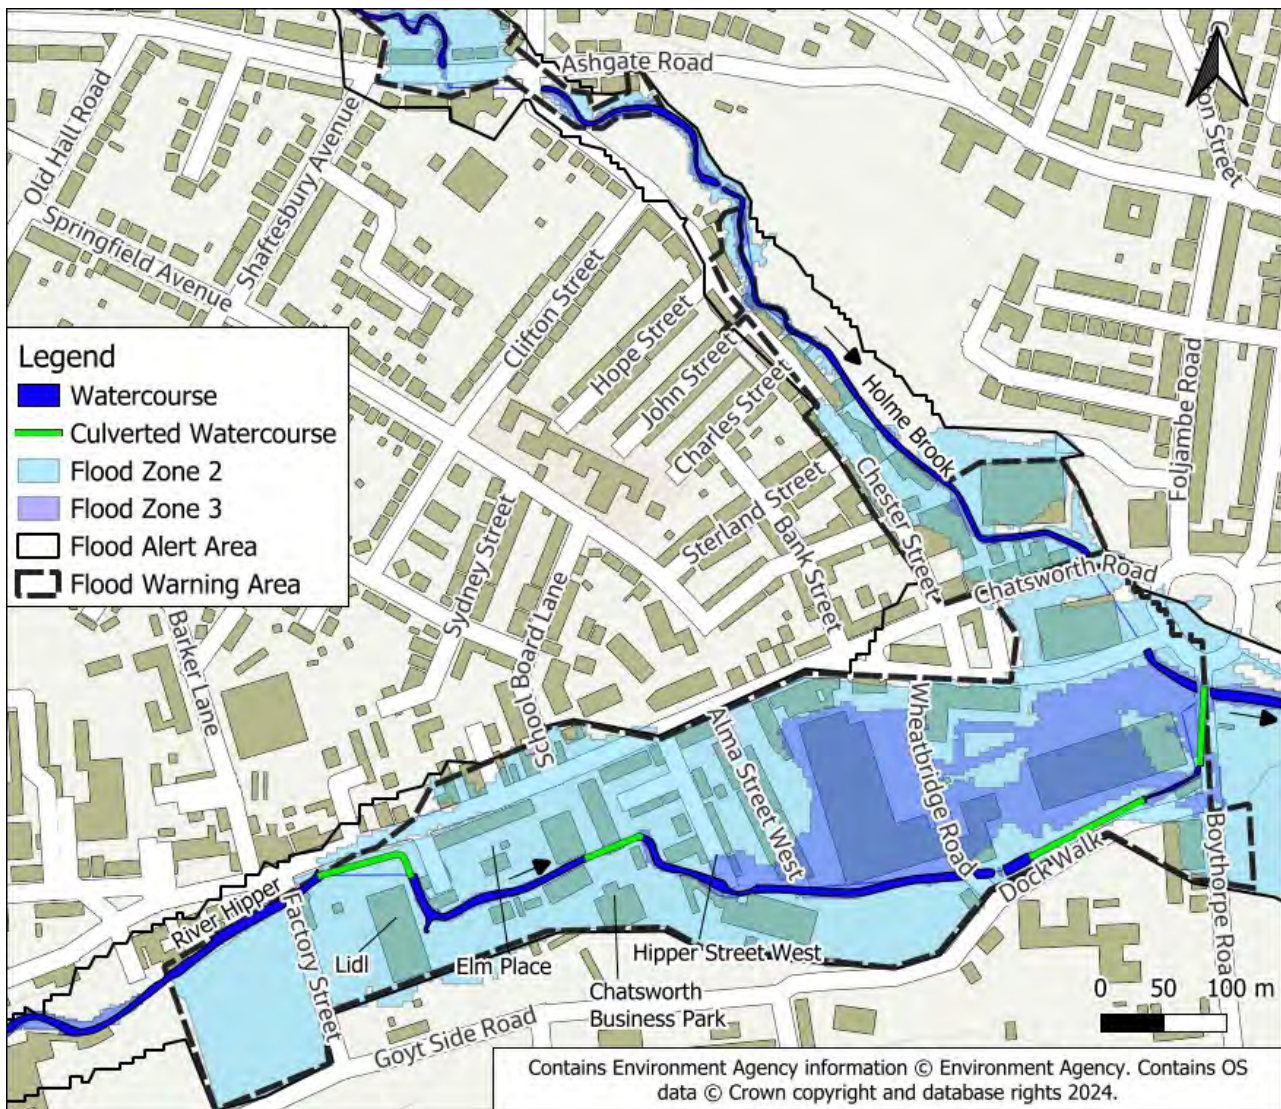 Ashgate Road
ton Street
Old Hall Road
Shaftesbury Avenue
Springfield Avenue
Clifton Street
Hope Street
John Street
Charles Street
Holme Brook
Foljambe Road
Legend
Watercourse
Culverted Watercourse
Flood Zone 2
Flood Zone 3
Flood Alert Area
Flood Warning Area
Sterland Street
Bank Street
Chester Street
Chatsworth Road
Sydney Street
School Board Lane
Barker Lane
Alma Street West
Wheatbridge Road
Dock Walk
Boythorpe Roa
River Hipper
Factory Street
Lidl
Elm Place
Hipper Street West
Chatsworth
Business Park
Goyt Side Road
0 50 100 m
Contains Environment Agency information © Environment Agency. Contains OS
data © Crown copyright and database rights 2024.